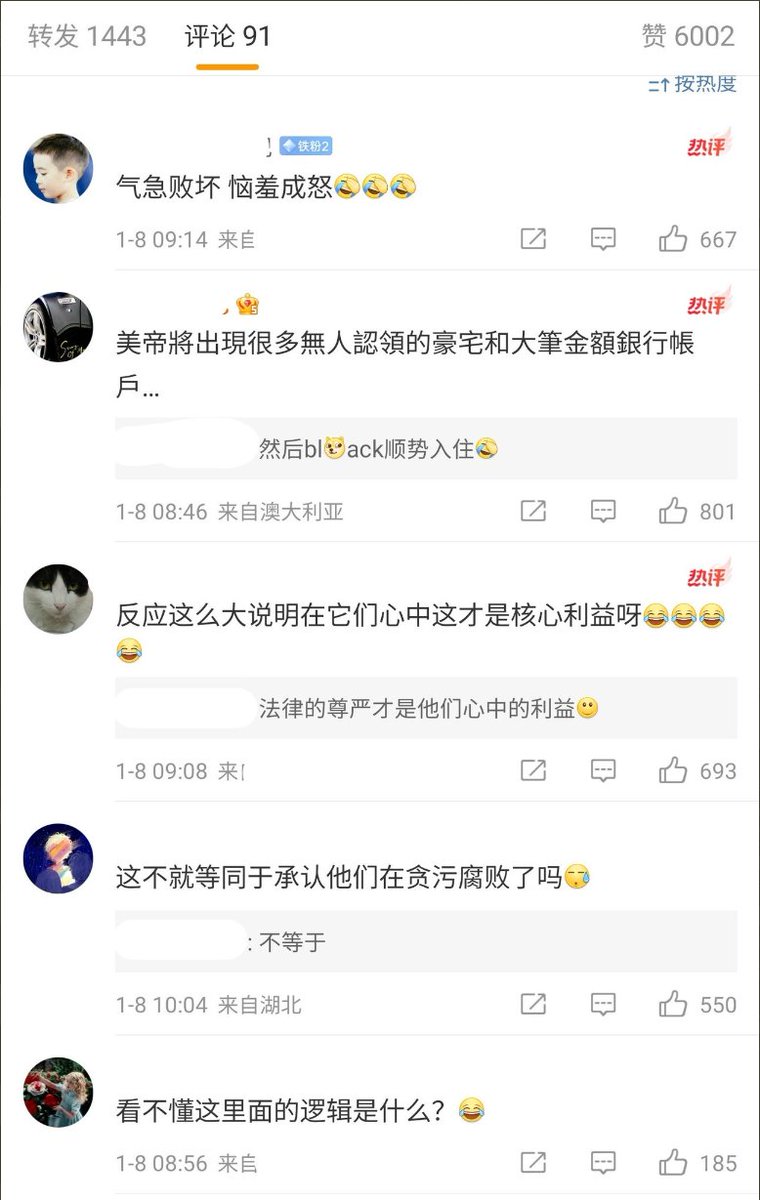 转发 1443 评论 91 赞 6002
按热度
铁粉2
热评
气急败坏 恼羞成怒🤣🤣🤣
1-8 09:14 来自
667
热评
美帝將出現很多無人認領的豪宅和大筆金額銀行帳
戶...
然后bl ack顺势入住🤣
1-8 08:46 来自澳大利亚
801
热评
反应这么大说明在它们心中这才是核心利益呀😂😂😂
😂
法律的尊严才是他们心中的利益🙂
1-8 09:08 来
693
这不就等同于承认他们在贪污腐败了吗😪
: 不等于
1-8 10:04 来自湖北
550
看不懂这里面的逻辑是什么？😂
1-8 08:56 来自
185